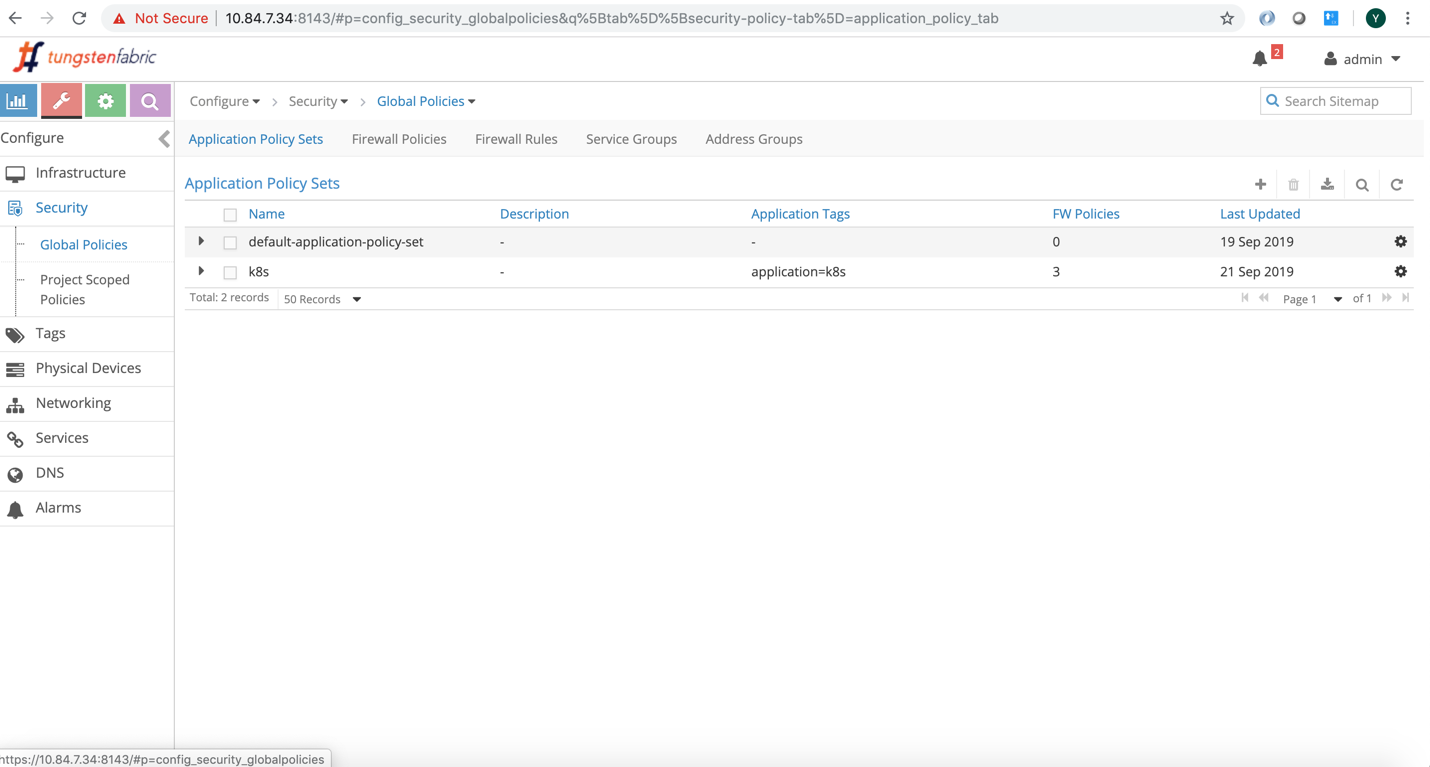 Not Secure 10.84.7.34:8143/#p=config_security_globalpolicies&q%5Btab%5D%5Bsecurity-policy-tab%5D=application_policy_tab Y
tungstenfabric 2 admin
Configure Security Global Policies Search Sitemap
Configure
Application Policy Sets Firewall Policies Firewall Rules Service Groups Address Groups
Infrastructure
Security
Global Policies
Project Scoped
Policies
Tags
Physical Devices
Networking
Services
DNS
Alarms
Application Policy Sets
Name Description Application Tags FW Policies Last Updated
default-application-policy-set - - 0 19 Sep 2019
k8s - application=k8s 3 21 Sep 2019
Total: 2 records 50 Records Page 1 of 1
https://10.84.7.34:8143/#p=config_security_globalpolicies